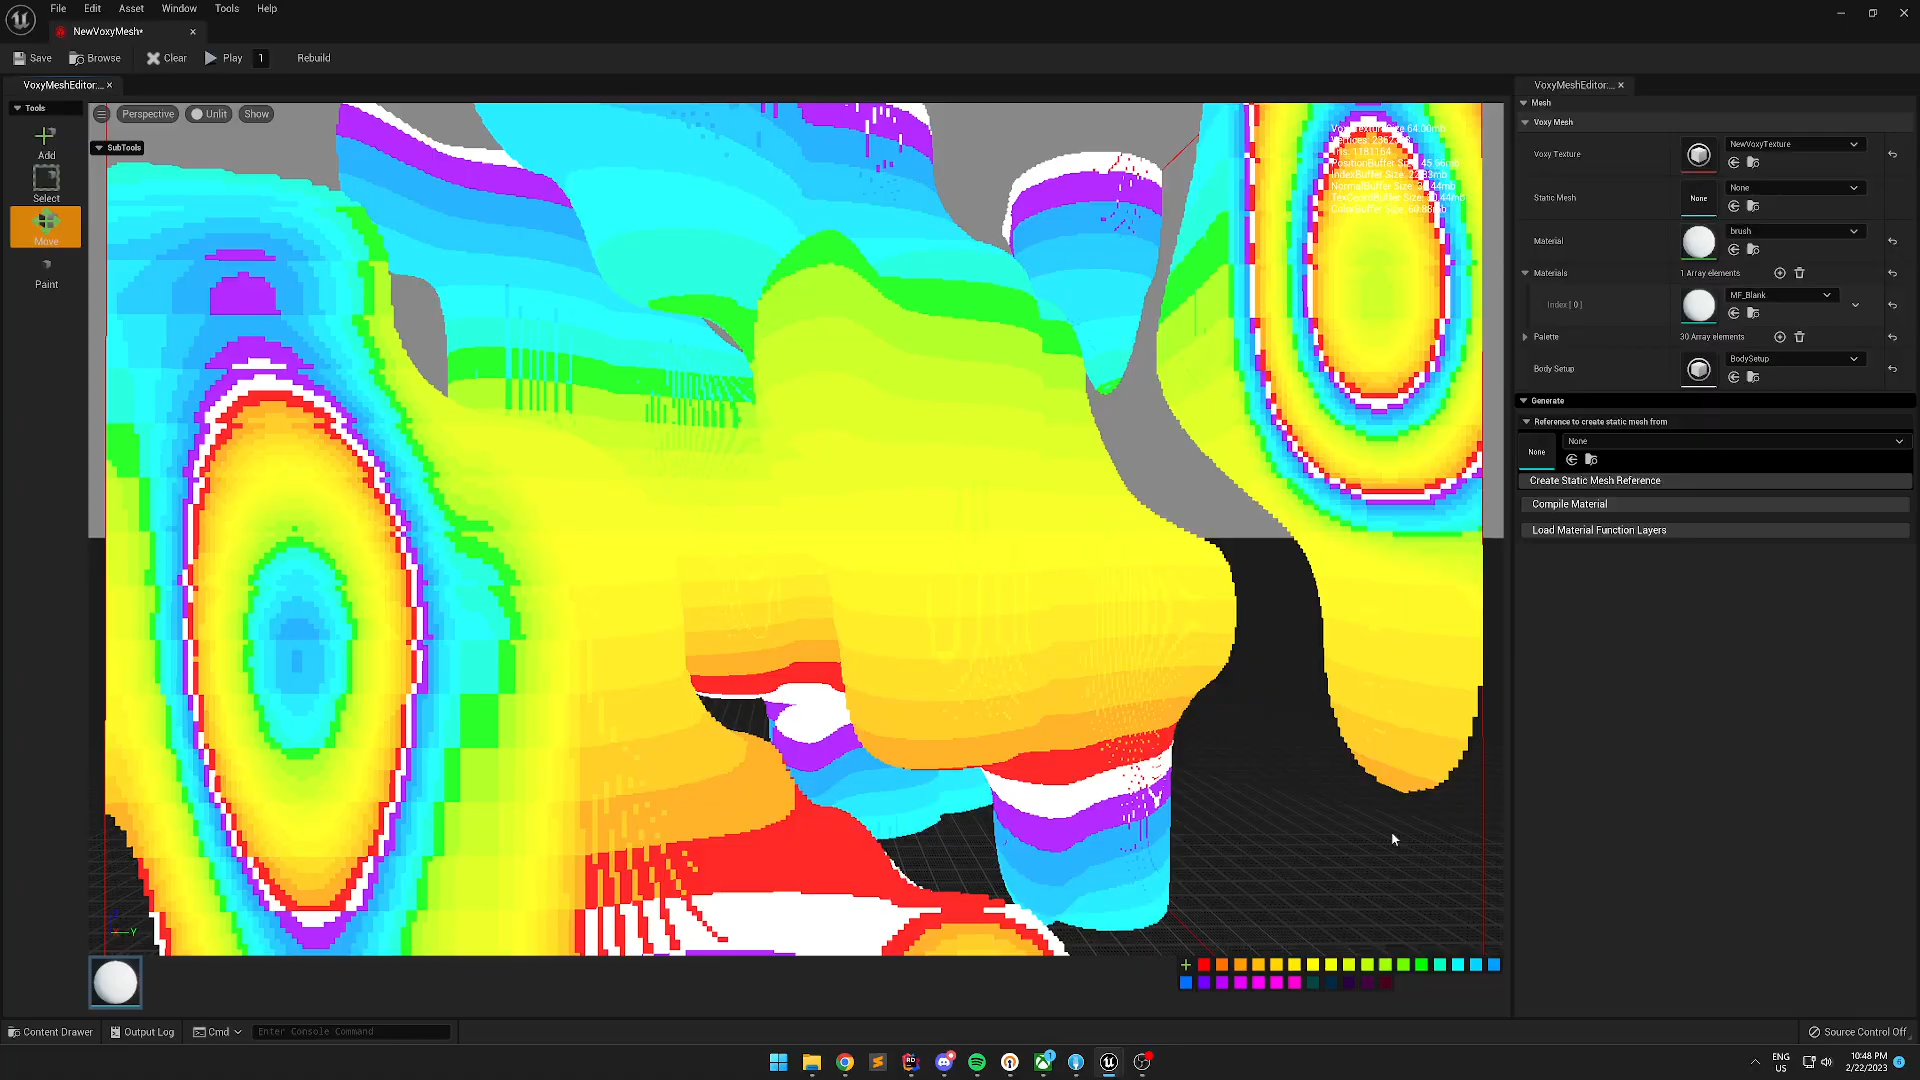 File Edit Asset Window Tools Help
NewVoxyMesh*
Save Browse Clear Play 1 Rebuild
VoxyMeshEditor:...
Tools
Add
Select
Move
Paint
Perspective Unlit Show
SubTools
Y
VoxyMeshEditor:...
Mesh
Voxy Mesh
Voxy Texture NewVoxyTexture
Static Mesh None None
Material brush
Materials 1 Array elements
Index [ 0 ] MF_Blank
Palette 30 Array elements
Body Setup BodySetup
Generate
Reference to create static mesh from
None None
Create Static Mesh Reference
Compile Material
Load Material Function Layers
Content Drawer Output Log Cmd Enter Console Command
Source Control Off
ENG
US
10:48 PM
2/22/2023